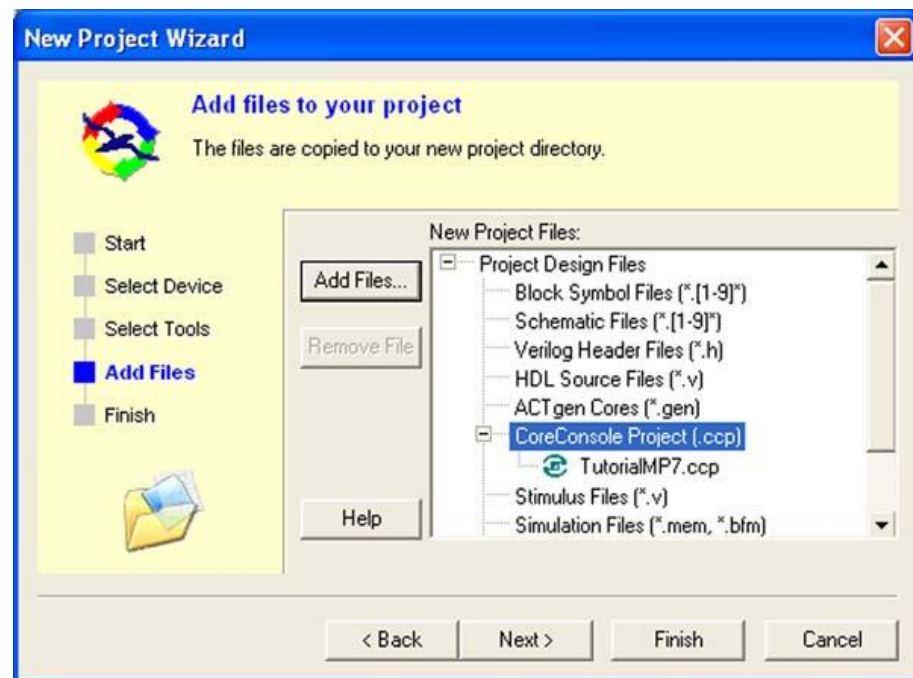 New Project Wizard
Add files to your project
The files are copied to your new project directory.
Start
Select Device
Select Tools
Add Files
Finish
Add Files...
Remove File
Help
New Project Files:
Project Design Files
Block Symbol Files (*.[1-9]*)
Schematic Files (*.[1-9]*)
Verilog Header Files (*.h)
HDL Source Files (*.v)
ACTgen Cores (*.gen)
CoreConsole Project (.ccp)
TutorialMP7.ccp
Stimulus Files (*.v)
Simulation Files (*.mem, *.bfm)
< Back
Next >
Finish
Cancel